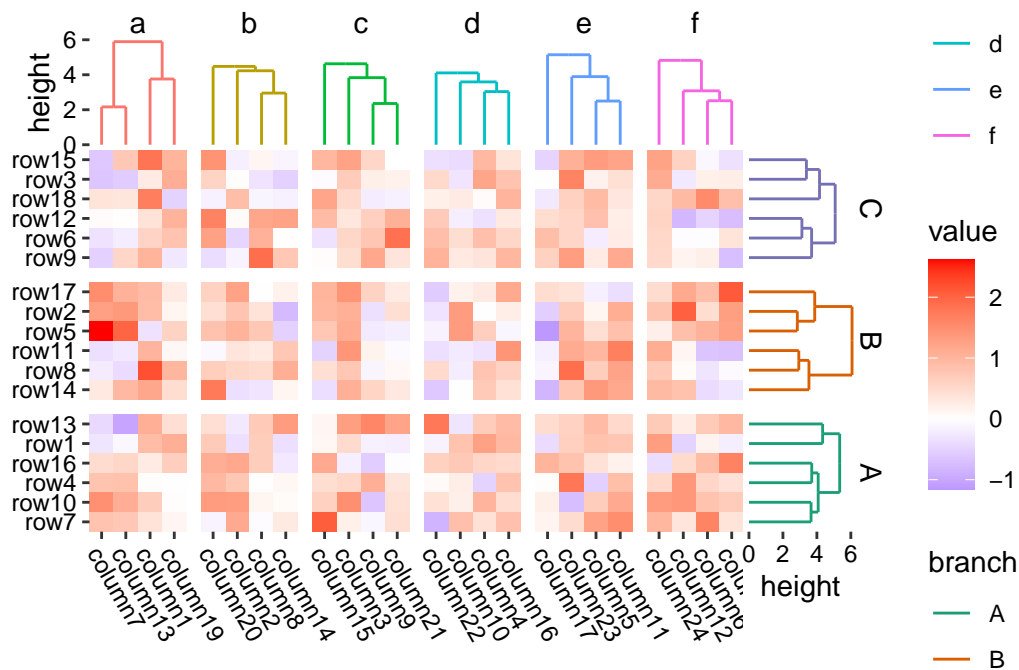 a b c d e f
6
4
2
0
height
row15
row3
row18
row12
row6
row9
row17
row2
row5
row11
row8
row14
row13
row1
row16
row4
row10
row7
C
B
A
column7
column13
column1
column19
column20
column2
column8
column14
column15
column3
column9
column21
column22
column10
column4
column16
column17
column23
column5
column11
column24
column12
column6
0 2 4 6
height
d
e
f
value
2
1
0
−1
branch
A
B